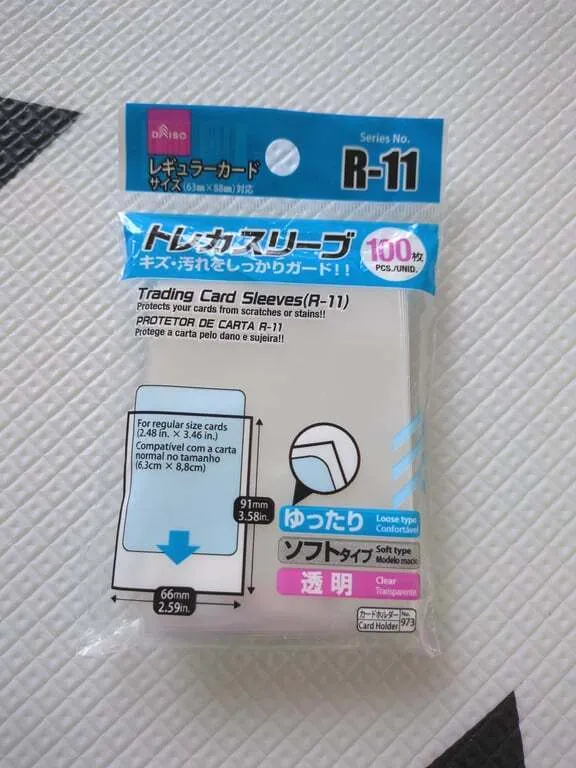 DAISO
Series No.
R-11
レギュラーカード
サイズ(63mm×88mm)対応
トレカスリーブ
キズ・汚れをしっかりガード!!
100枚
PCS./UNID.
Trading Card Sleeves(R-11)
Protects your cards from scratches or stains!!
PROTETOR DE CARTA R-11
Protege a carta pelo dano e sujeira!!
For regular size cards
(2.48 in. × 3.46 in.)
Compatível com a carta
normal no tamanho
(6,3cm × 8,8cm)
91mm
3.58in.
66mm
2.59in.
ゆったり Loose type
Confortável
ソフトタイプ Soft type
Modelo macio
透明 Clear
Transparente
カードホルダー No.
Card Holder 973